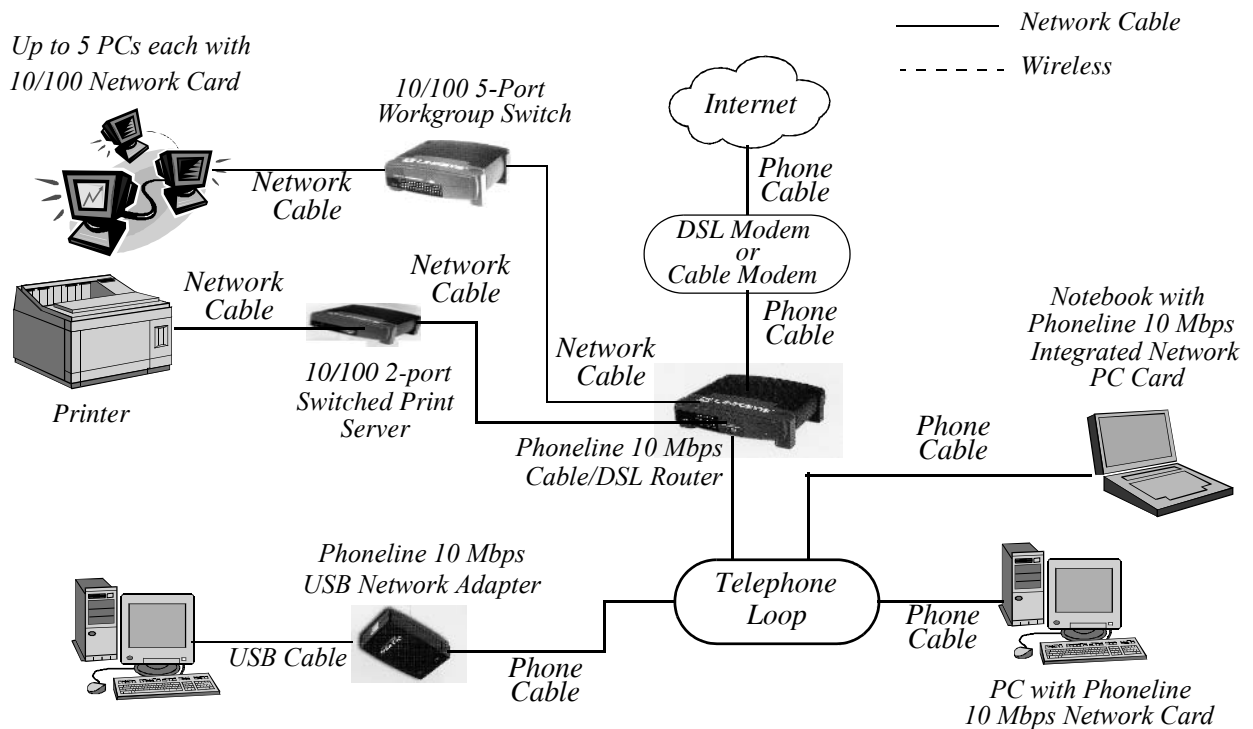 Network Cable
Wireless
Up to 5 PCs each with
10/100 Network Card
10/100 5-Port
Workgroup Switch
Internet
Network
Cable
Phone
Cable
DSL Modem
or
Cable Modem
Network
Cable
Network
Cable
Phone
Cable
Notebook with
Phoneline 10 Mbps
Integrated Network
PC Card
Printer
10/100 2-port
Switched Print
Server
Network
Cable
LINKSYS
Phoneline 10 Mbps
Cable/DSL Router
Phone
Cable
Phoneline 10 Mbps
USB Network Adapter
Telephone
Loop
USB Cable
Phone
Cable
Phone
Cable
PC with Phoneline
10 Mbps Network Card